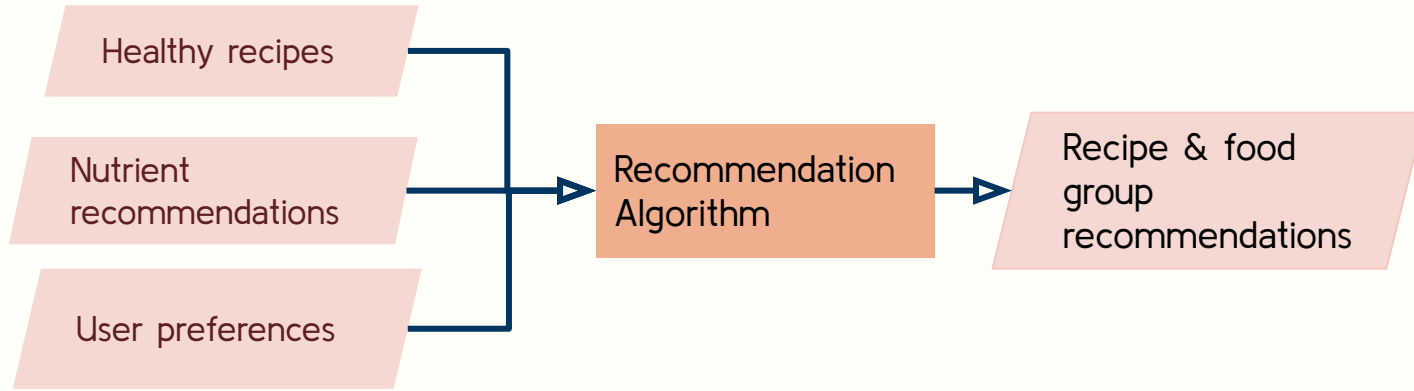 Healthy recipes
Nutrient
recommendations
User preferences
Recommendation
Algorithm
Recipe & food
group
recommendations